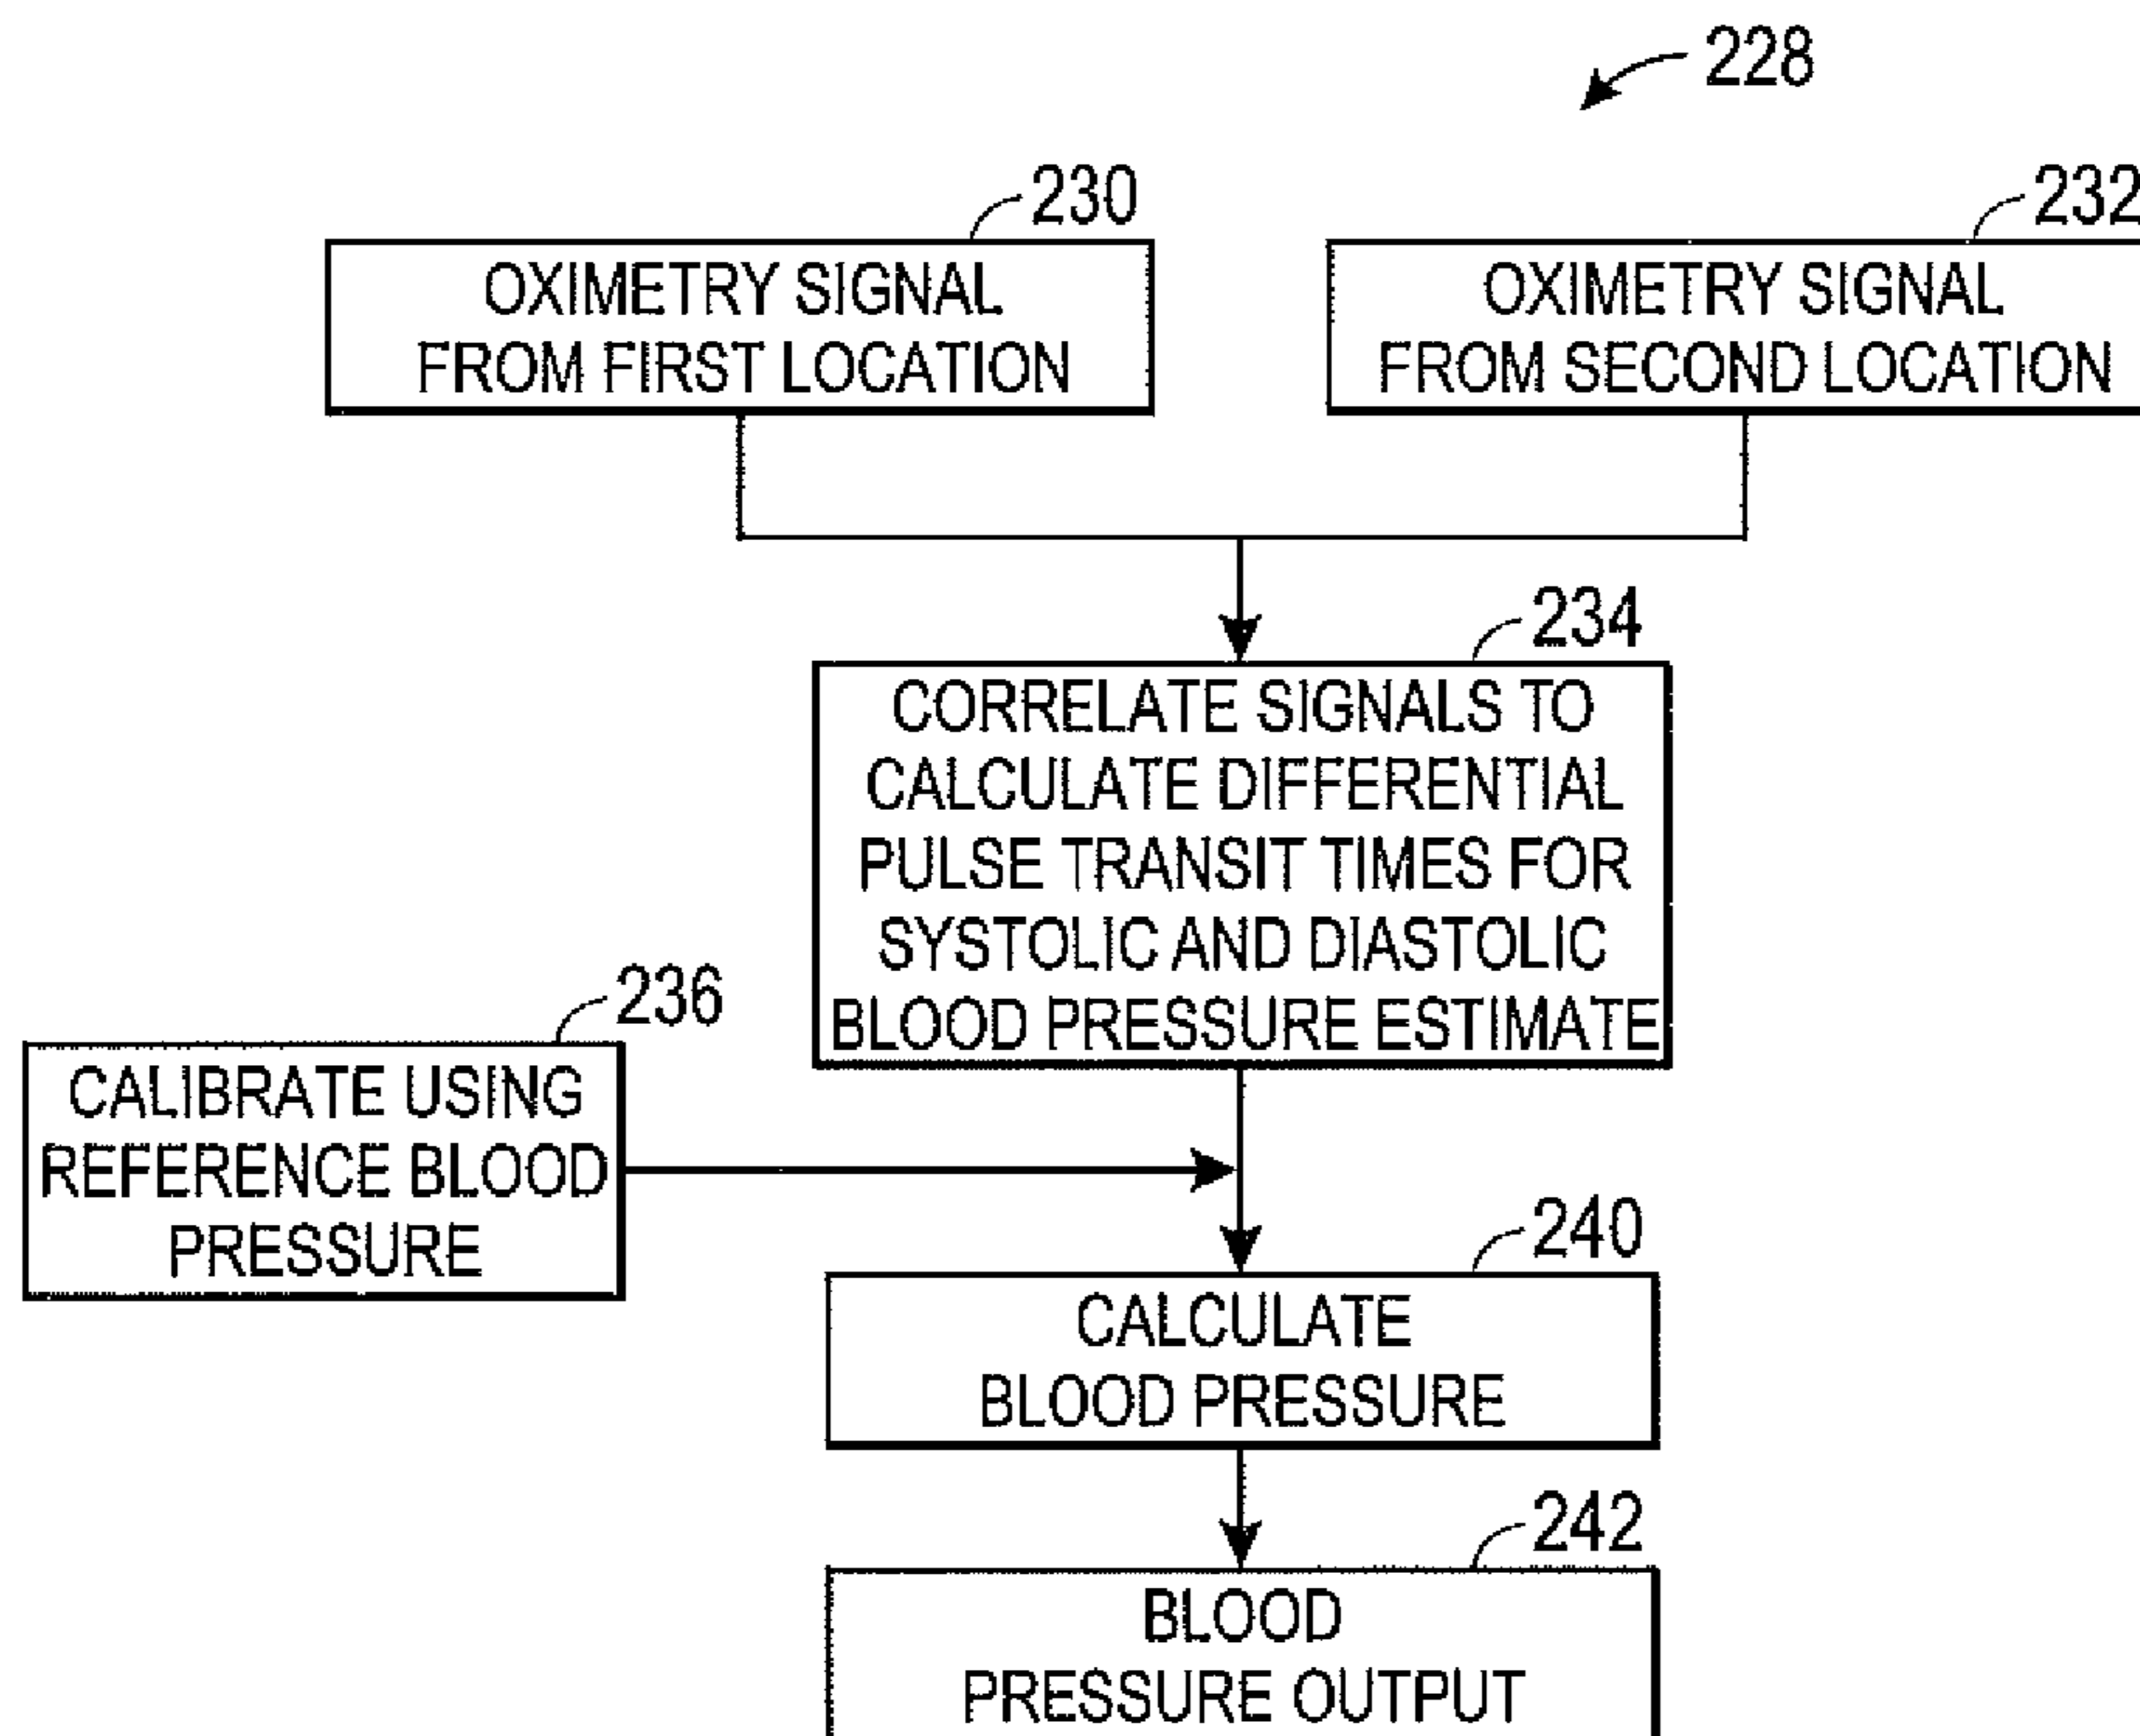 228
230
232
OXIMETRY SIGNAL
FROM FIRST LOCATION
OXIMETRY SIGNAL
FROM SECOND LOCATION
234
CORRELATE SIGNALS TO
CALCULATE DIFFERENTIAL
PULSE TRANSIT TIMES FOR
SYSTOLIC AND DIASTOLIC
BLOOD PRESSURE ESTIMATE
236
CALIBRATE USING
REFERENCE BLOOD
PRESSURE
240
CALCULATE
BLOOD PRESSURE
242
BLOOD
PRESSURE OUTPUT